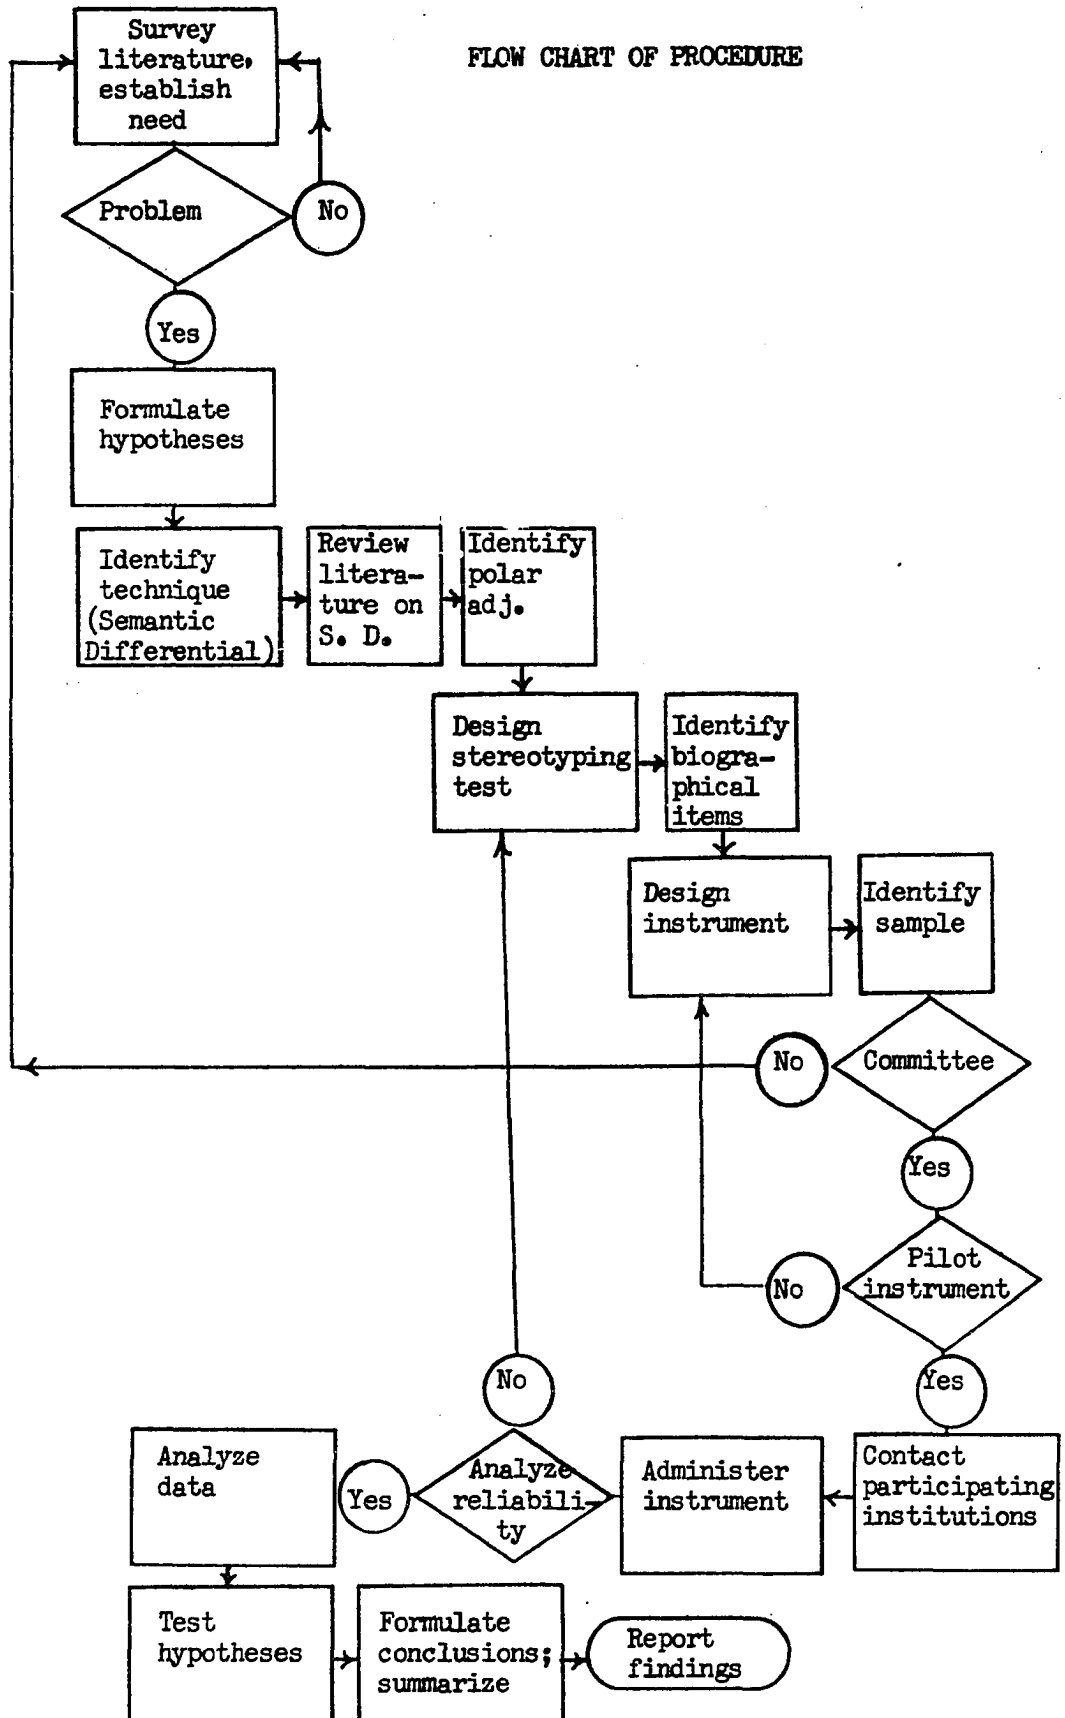 FLOW CHART OF PROCEDURE
Survey
literature,
establish
need
Problem
No
Yes
Formulate
hypotheses
Identify
technique
(Semantic
Differential)
Review
litera-
ture on
S. D.
Identify
polar
adj.
Design
stereotyping
test
Identify
biogra-
phical
items
Design
instrument
Identify
sample
Committee
No
Yes
Pilot
instrument
No
Yes
Contact
participating
institutions
Administer
instrument
Analyze
reliabili-
ty
No
Yes
Analyze
data
Test
hypotheses
Formulate
conclusions;
summarize
Report
findings